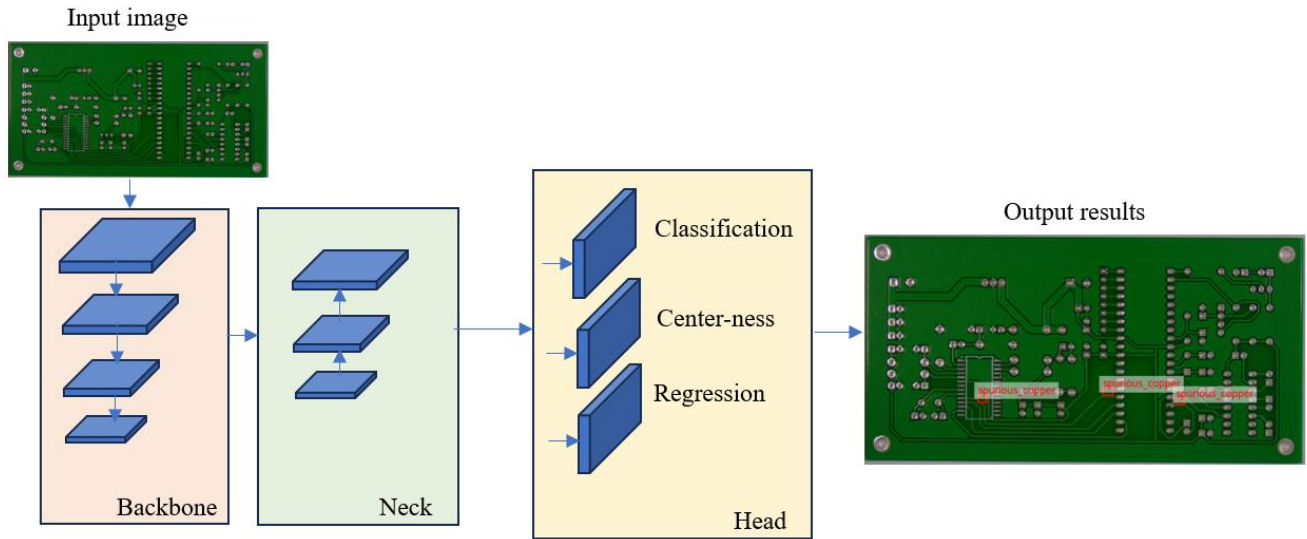 Input image
Backbone
Neck
Classification
Center-ness
Regression
Head
Output results
spurious_copper
spurious_copper
spurious_copper